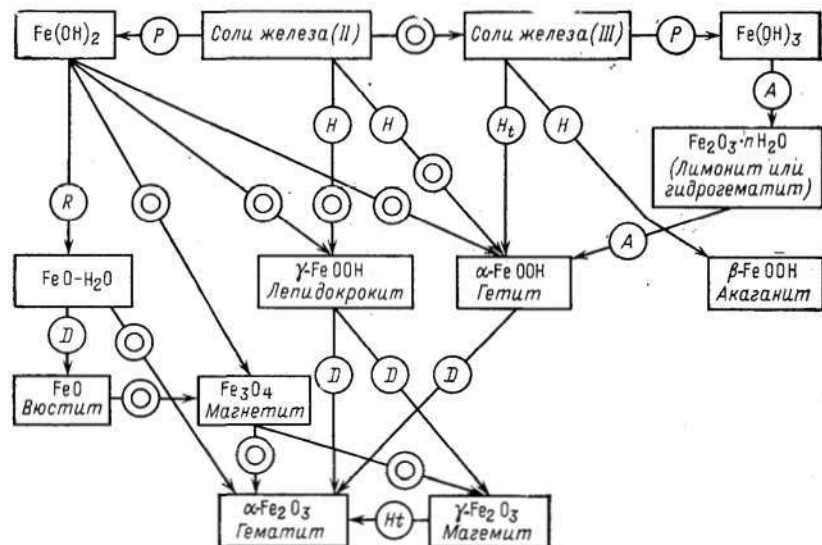 Fe(OH)2
P
Соли железа(II)
O
Соли железа(III)
P
Fe(OH)3
A
H
H
Ht
H
Fe2O3·nH2O
(Лимонит или
гидрогематит)
R
O
O
O
O
O
A
FeO–H2O
γ-FeOOH
Лепидокрокит
α-FeOOH
Гетит
β-FeOOH
Акаганит
D
O
D
D
D
FeO
Вюстит
O
Fe3O4
Магнетит
O
O
α-Fe2O3
Гематит
Ht
γ-Fe2O3
Магемит